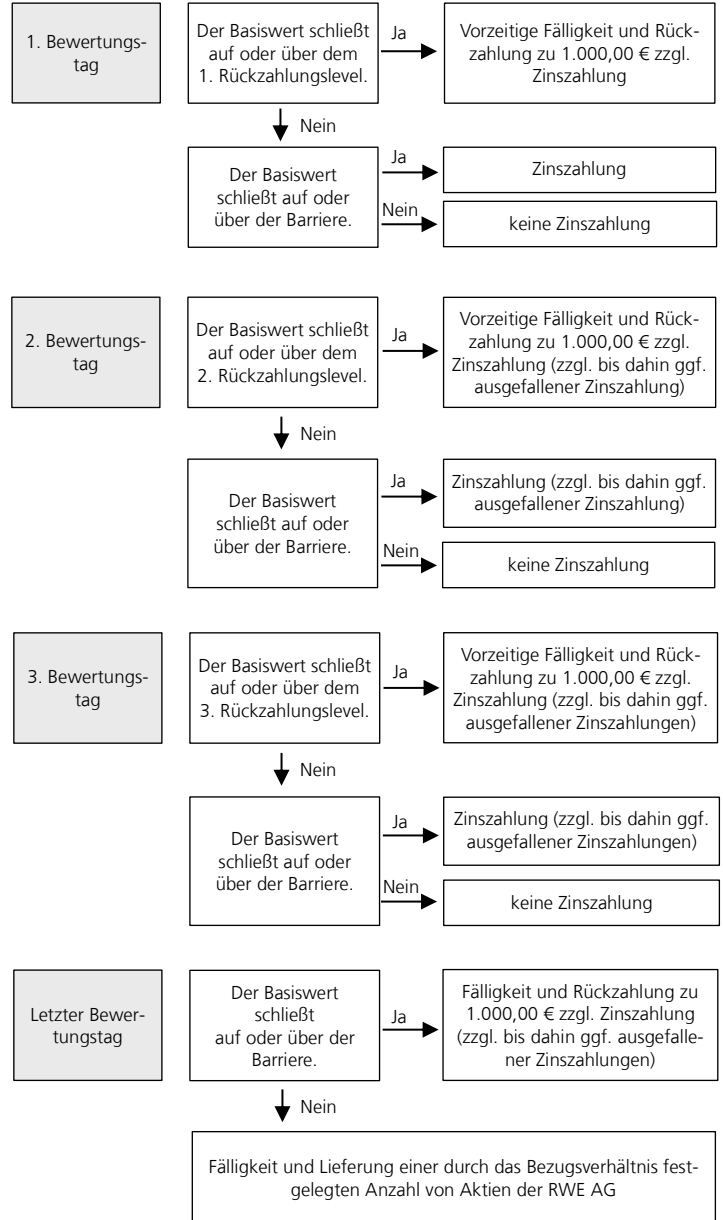 1. Bewertungs-
tag
Der Basiswert schließt
auf oder über dem
1. Rückzahlungslevel.
Ja
Vorzeitige Fälligkeit und Rück-
zahlung zu 1.000,00 € zzgl.
Zinszahlung
Nein
Der Basiswert
schließt auf oder
über der Barriere.
Ja
Zinszahlung
Nein
keine Zinszahlung
2. Bewertungs-
tag
Der Basiswert schließt
auf oder über dem
2. Rückzahlungslevel.
Ja
Vorzeitige Fälligkeit und Rück-
zahlung zu 1.000,00 € zzgl.
Zinszahlung (zzgl. bis dahin ggf.
ausgefallener Zinszahlung)
Nein
Der Basiswert
schließt auf oder
über der Barriere.
Ja
Zinszahlung (zzgl. bis dahin ggf.
ausgefallener Zinszahlung)
Nein
keine Zinszahlung
3. Bewertungs-
tag
Der Basiswert schließt
auf oder über dem
3. Rückzahlungslevel.
Ja
Vorzeitige Fälligkeit und Rück-
zahlung zu 1.000,00 € zzgl.
Zinszahlung (zzgl. bis dahin ggf.
ausgefallener Zinszahlungen)
Nein
Der Basiswert
schließt auf oder
über der Barriere.
Ja
Zinszahlung (zzgl. bis dahin ggf.
ausgefallener Zinszahlungen)
Nein
keine Zinszahlung
Letzter Bewer-
tungstag
Der Basiswert
schließt
auf oder über der
Barriere.
Ja
Fälligkeit und Rückzahlung zu
1.000,00 € zzgl. Zinszahlung
(zzgl. bis dahin ggf. ausgefalle-
ner Zinszahlungen)
Nein
Fälligkeit und Lieferung einer durch das Bezugsverhältnis fest-
gelegten Anzahl von Aktien der RWE AG